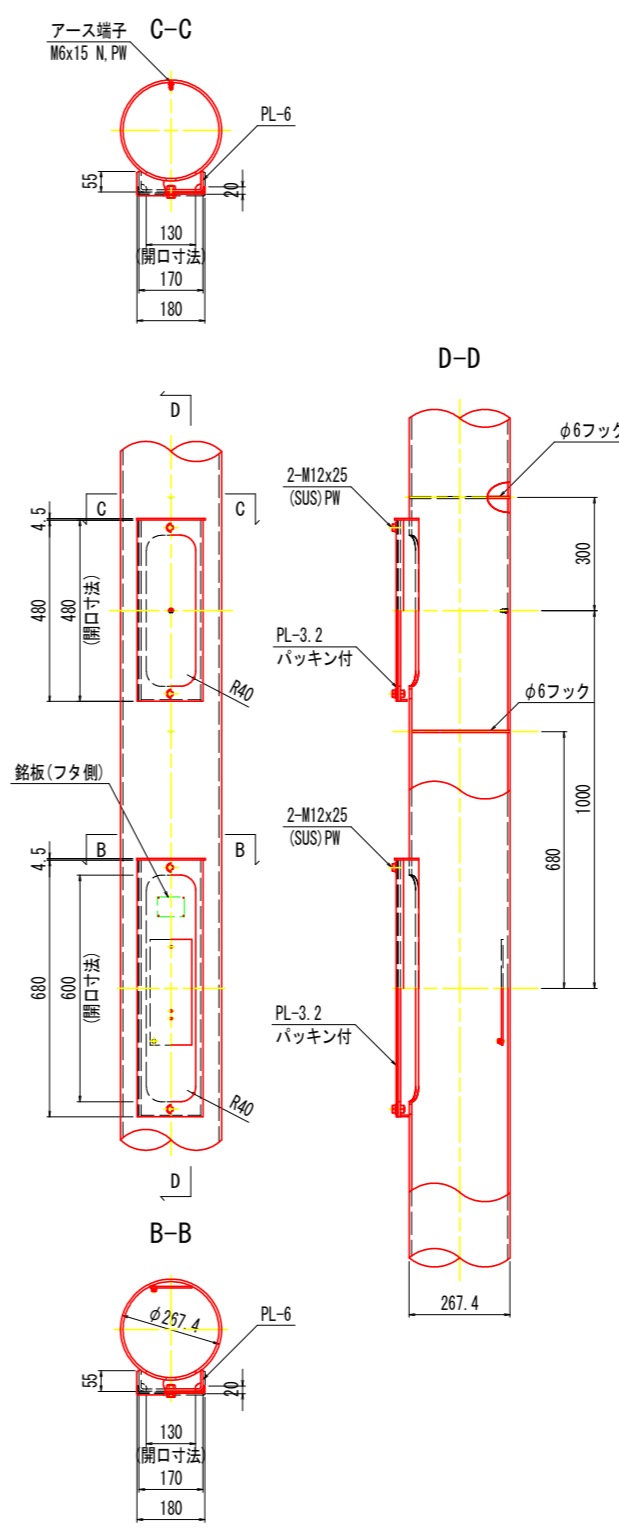 アース端子
M6x15 N,PW
C-C
PL-6
55
20
130
(開口寸法)
170
180
D-D
D
φ6フック
2-M12x25
(SUS)PW
C
C
4.5
300
480
480
(開口寸法)
PL-3.2
パッキン付
R40
φ6フック
銘板(フタ側)
1000
2-M12x25
(SUS)PW
B
B
4.5
680
680
600
(開口寸法)
PL-3.2
パッキン付
R40
D
B-B
267.4
φ267.4
PL-6
55
20
130
(開口寸法)
170
180